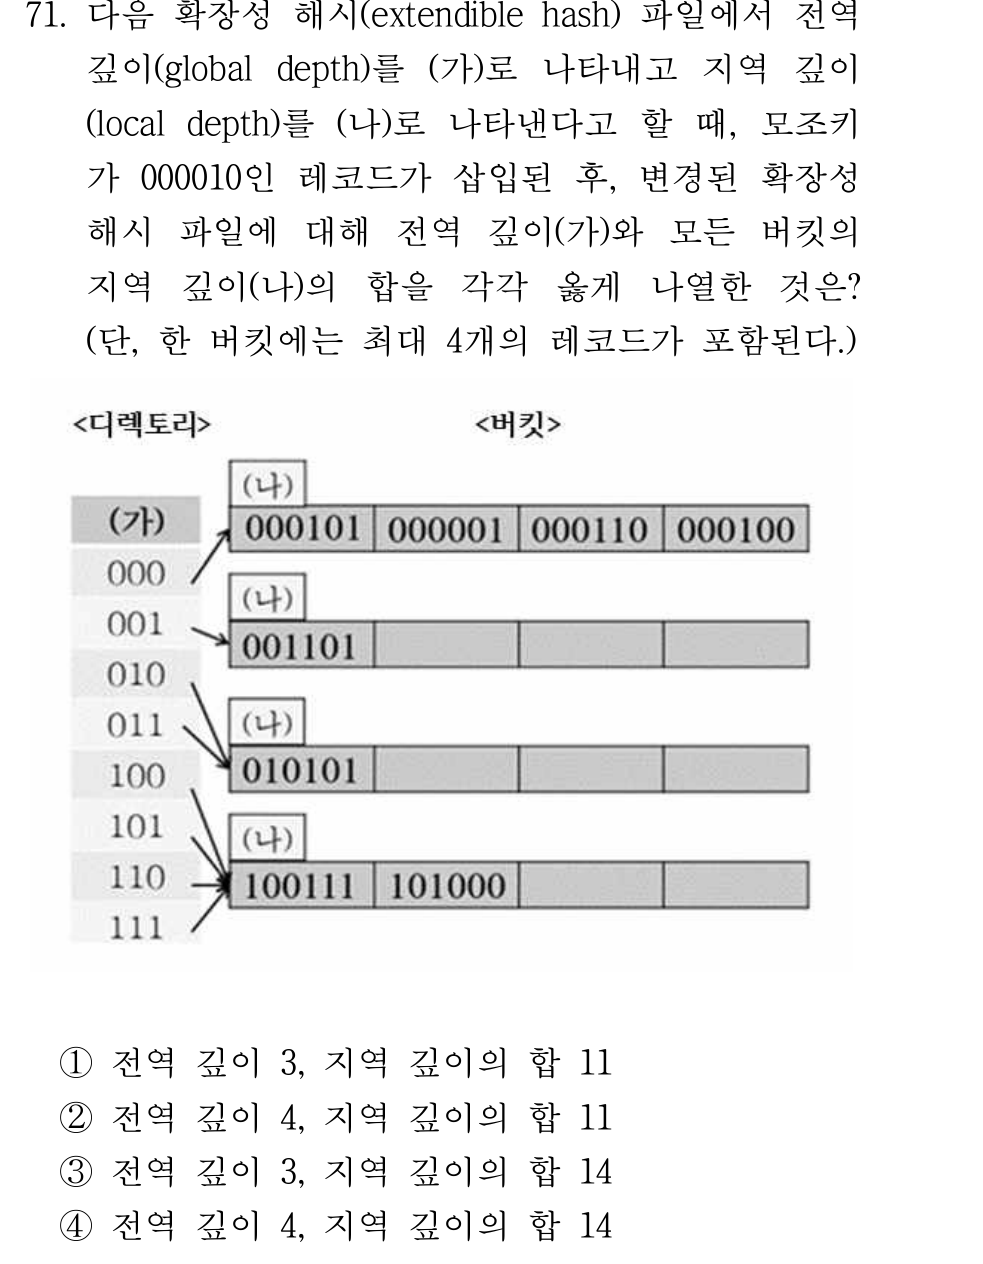 71. 다음 확장성 해시(extendible hash) 파일에서 전역
깊이(global depth)를 (가)로 나타내고 지역 깊이
(local depth)를 (나)로 나타낸다고 할 때, 모조키
가 000010인 레코드가 삽입된 후, 변경된 확장성
해시 파일에 대해 전역 깊이(가)와 모든 버킷의
지역 깊이(나)의 합을 각각 옳게 나열한 것은?
(단, 한 버킷에는 최대 4개의 레코드가 포함된다.)
<디렉토리> <버킷>
(가)
000
001
010
011
100
101
110
111
(나)
000101 000001 000110 000100
(나)
001101
(나)
010101
(나)
100111 101000
① 전역 깊이 3, 지역 깊이의 합 11
② 전역 깊이 4, 지역 깊이의 합 11
③ 전역 깊이 3, 지역 깊이의 합 14
④ 전역 깊이 4, 지역 깊이의 합 14